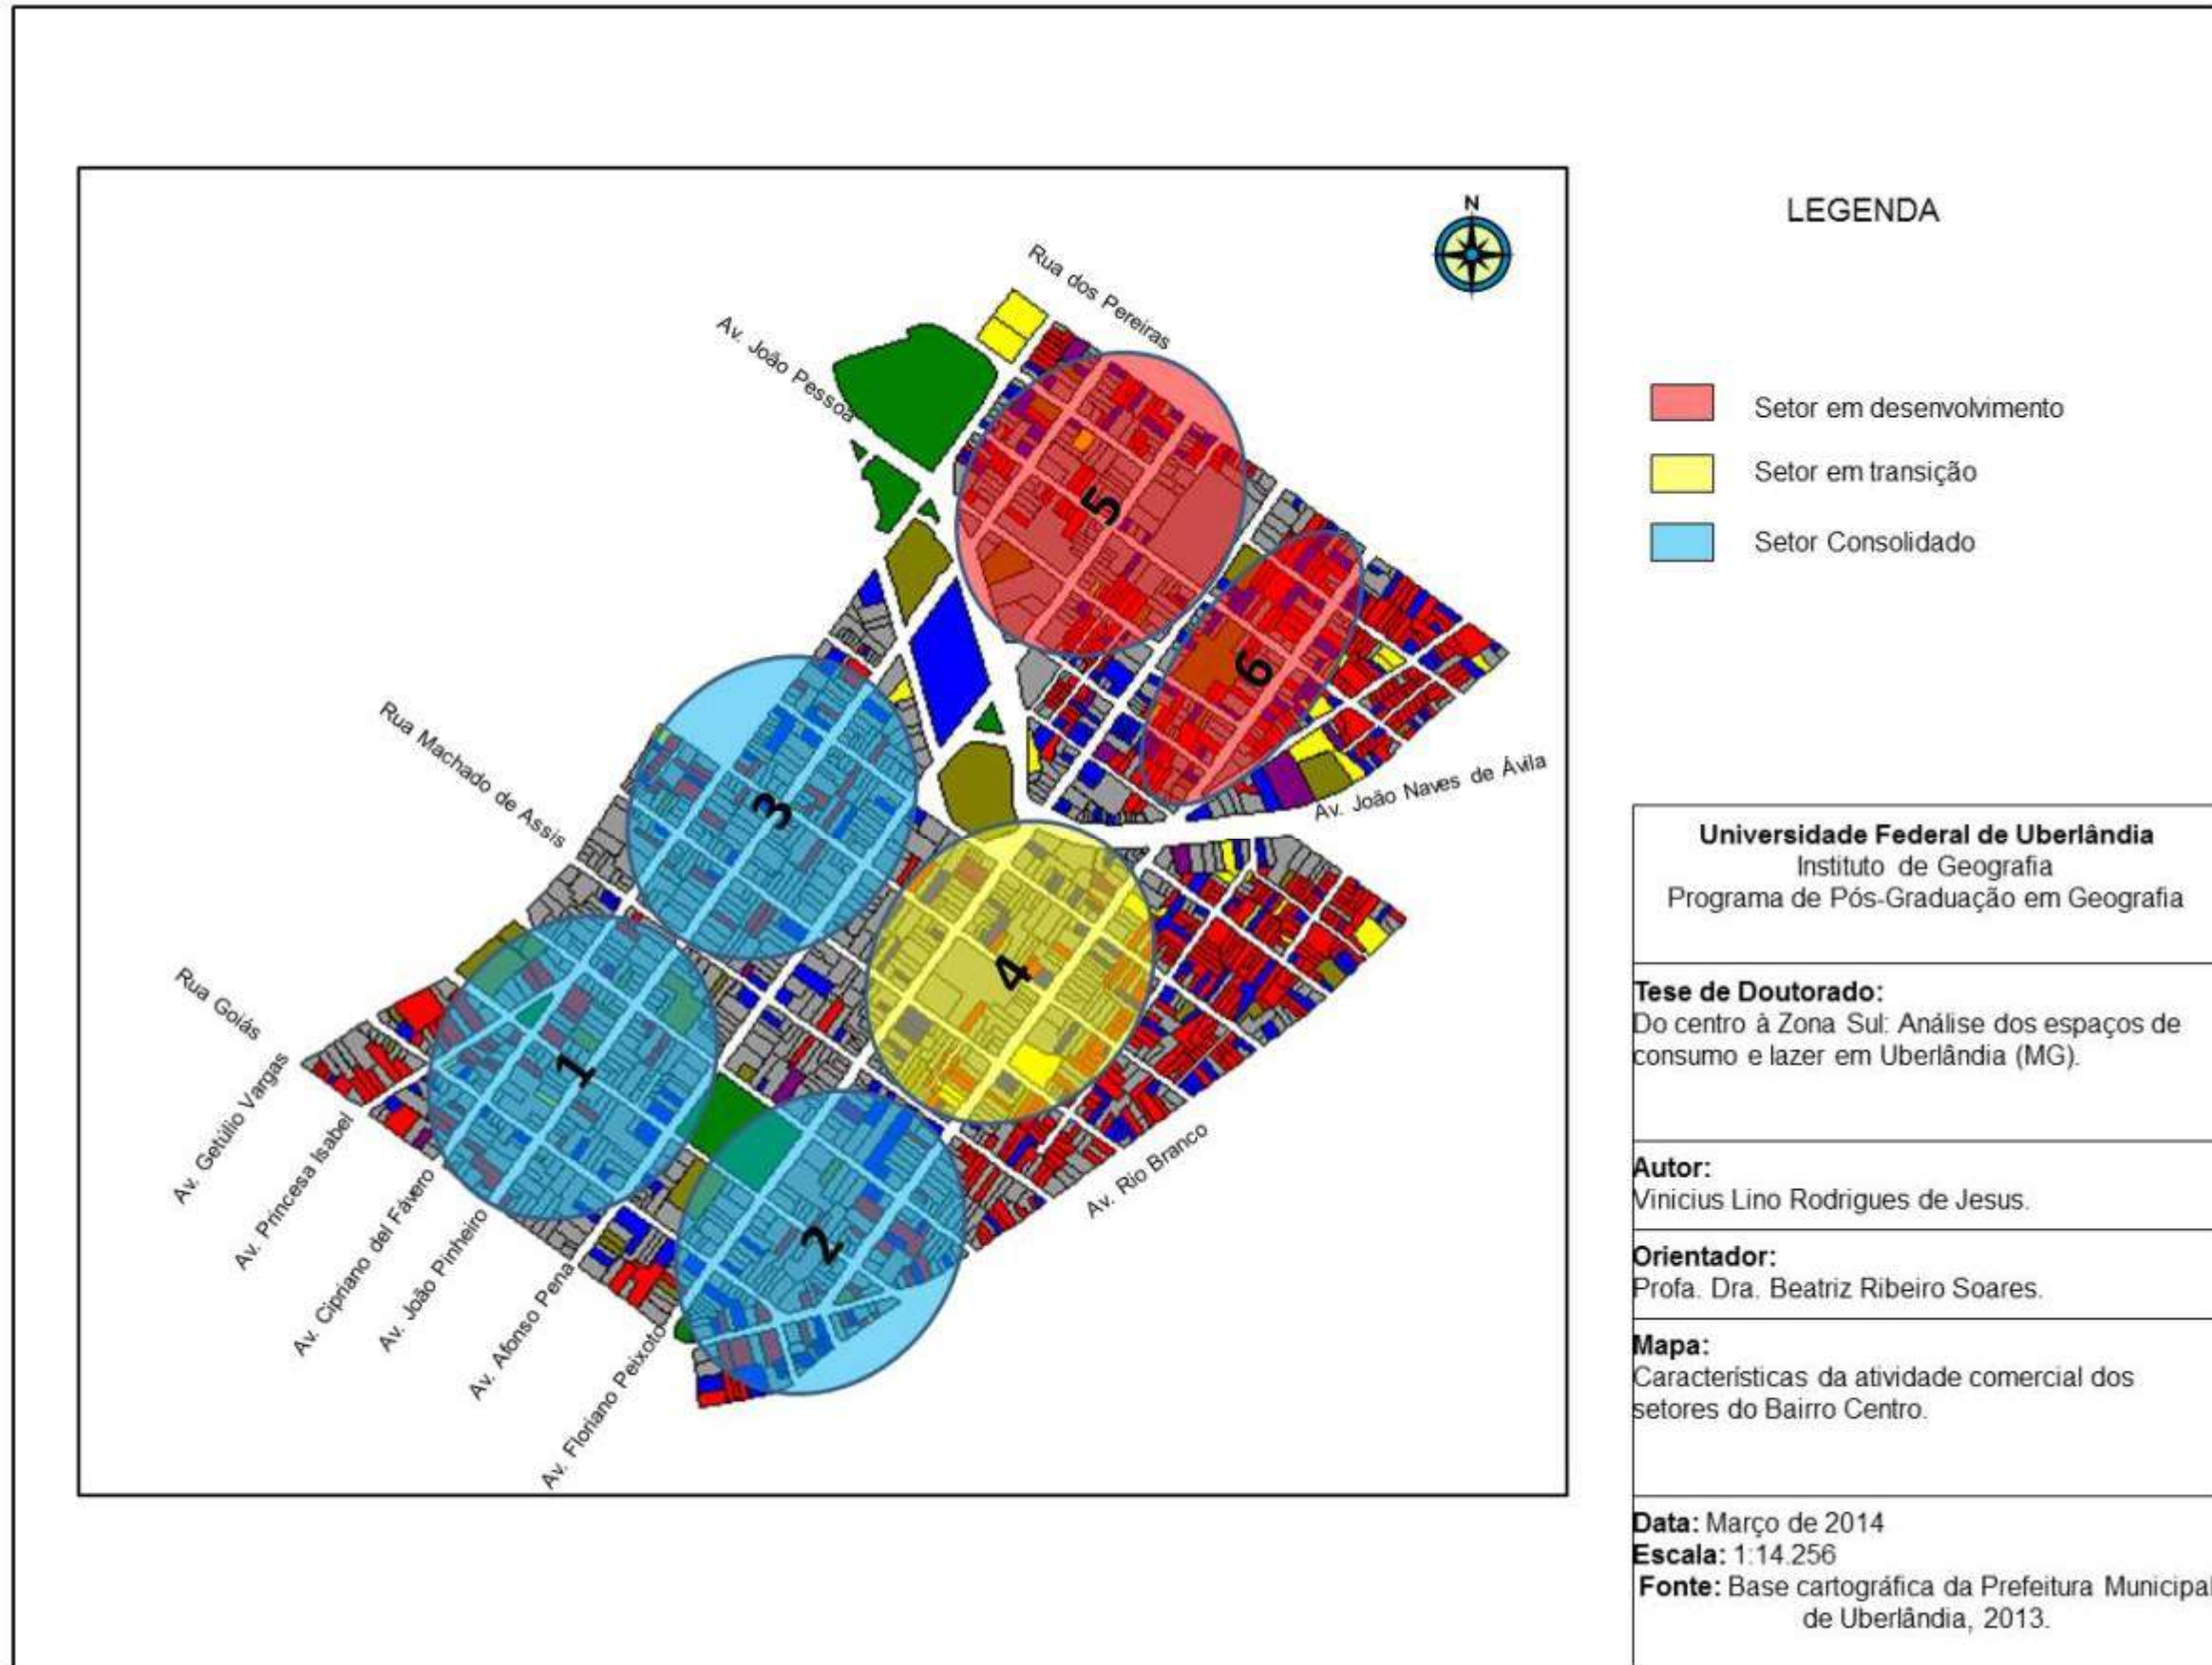 N
Rua dos Pereiras
Av. João Pessoa
Rua Machado de Assis
Av. João Naves de Ávila
Rua Goiás
Av. Getúlio Vargas
Av. Princesa Isabel
Av. Cipriano del Fávero
Av. João Pinheiro
Av. Afonso Pena
Av. Floriano Peixoto
Av. Rio Branco
5
6
3
4
1
2
LEGENDA
Setor em desenvolvimento
Setor em transição
Setor Consolidado
Universidade Federal de Uberlândia
Instituto de Geografia
Programa de Pós-Graduação em Geografia
Tese de Doutorado:
Do centro à Zona Sul: Análise dos espaços de
consumo e lazer em Uberlândia (MG).
Autor:
Vinicius Lino Rodrigues de Jesus.
Orientador:
Profa. Dra. Beatriz Ribeiro Soares.
Mapa:
Características da atividade comercial dos
setores do Bairro Centro.
Data: Março de 2014
Escala: 1:14.256
Fonte: Base cartográfica da Prefeitura Municipal
de Uberlândia, 2013.